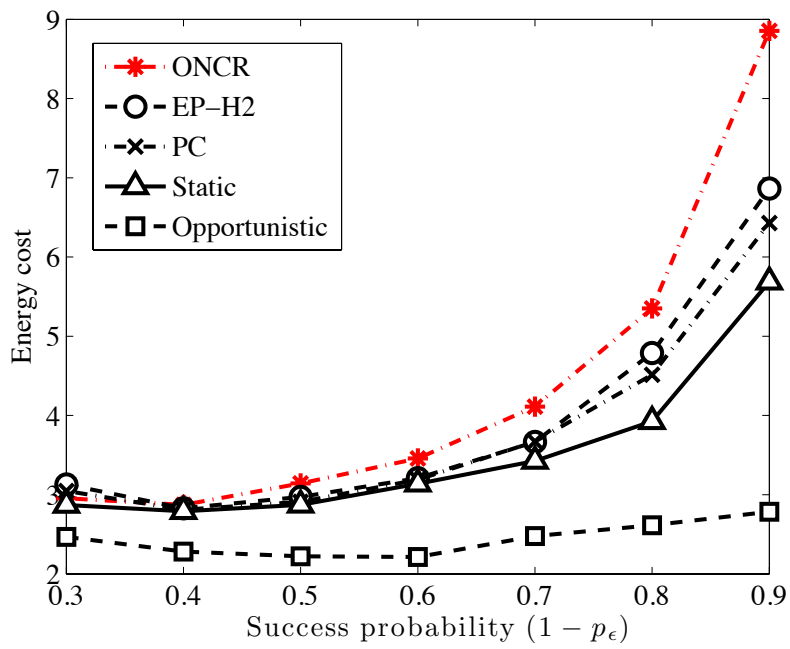 9
8
7
6
5
4
3
2
Energy cost
ONCR
EP–H2
PC
Static
Opportunistic
0.3 0.4 0.5 0.6 0.7 0.8 0.9
Success probability (1 − p_ϵ)